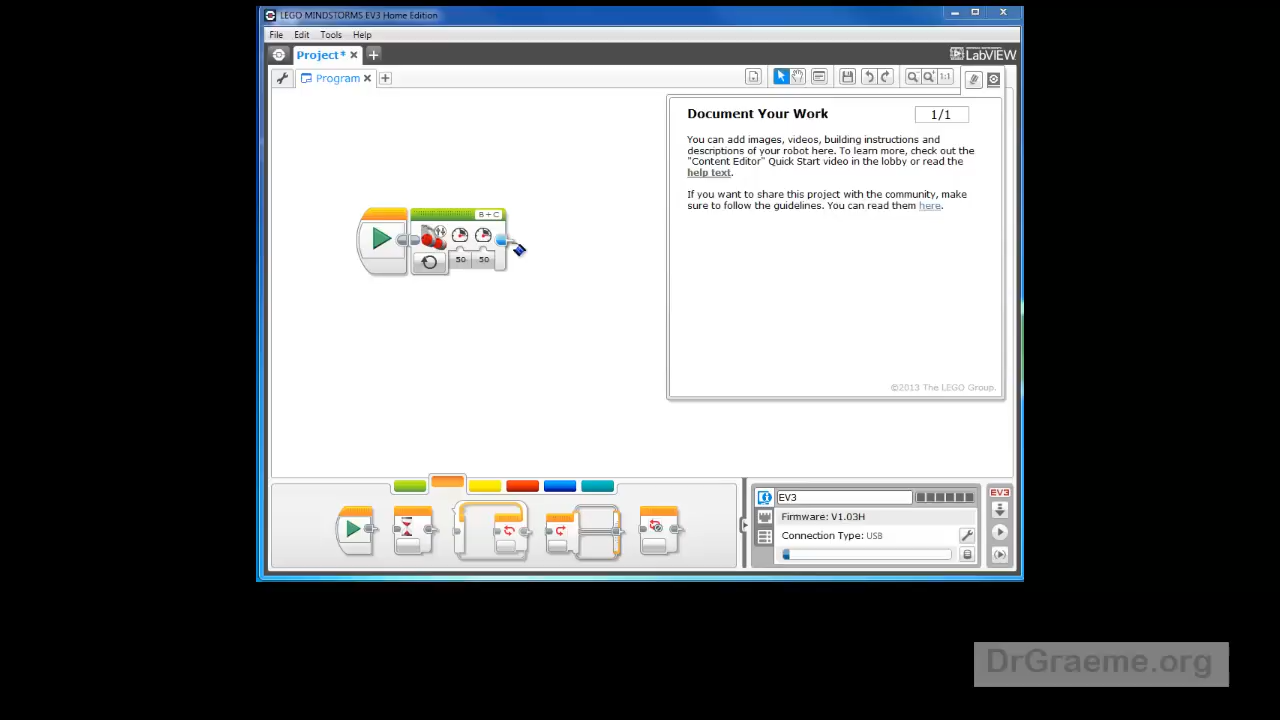 LEGO MINDSTORMS EV3 Home Edition
File Edit Tools Help
Project*
LabVIEW
Program
1:1
Document Your Work
1/1
You can add images, videos, building instructions and
descriptions of your robot here. To learn more, check out the
"Content Editor" Quick Start video in the lobby or read the
help text.
If you want to share this project with the community, make
sure to follow the guidelines. You can read them here.
©2013 The LEGO Group.
B + C
50 50
EV3
EV3
Firmware: V1.03H
Connection Type: USB
DrGraeme.org